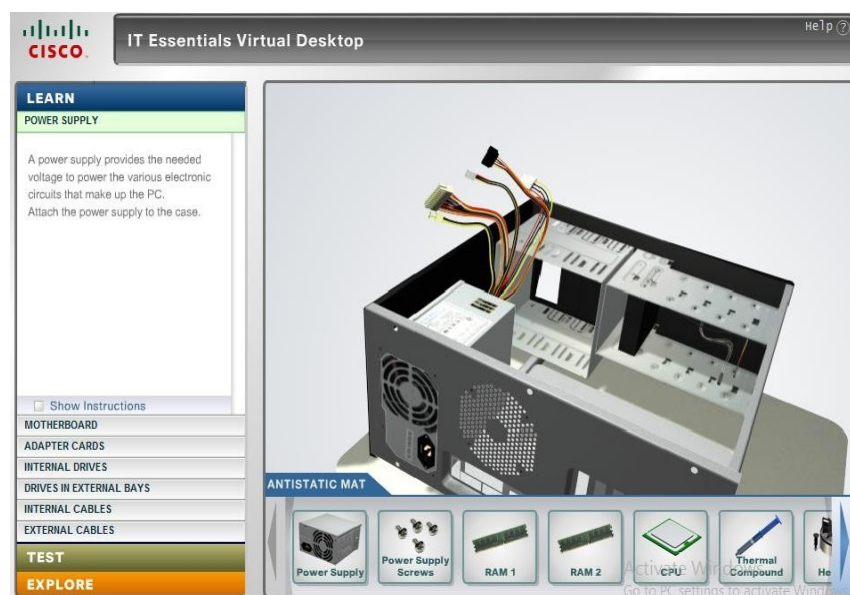 CISCO
IT Essentials Virtual Desktop
Help ?
LEARN
POWER SUPPLY
A power supply provides the needed
voltage to power the various electronic
circuits that make up the PC.
Attach the power supply to the case.
Show Instructions
MOTHERBOARD
ADAPTER CARDS
INTERNAL DRIVES
DRIVES IN EXTERNAL BAYS
INTERNAL CABLES
EXTERNAL CABLES
TEST
EXPLORE
ANTISTATIC MAT
Power Supply
Power Supply
Screws
RAM 1
RAM 2
CPU
Thermal
Compound
He
Activate Windows
Go to PC settings to activate Windows